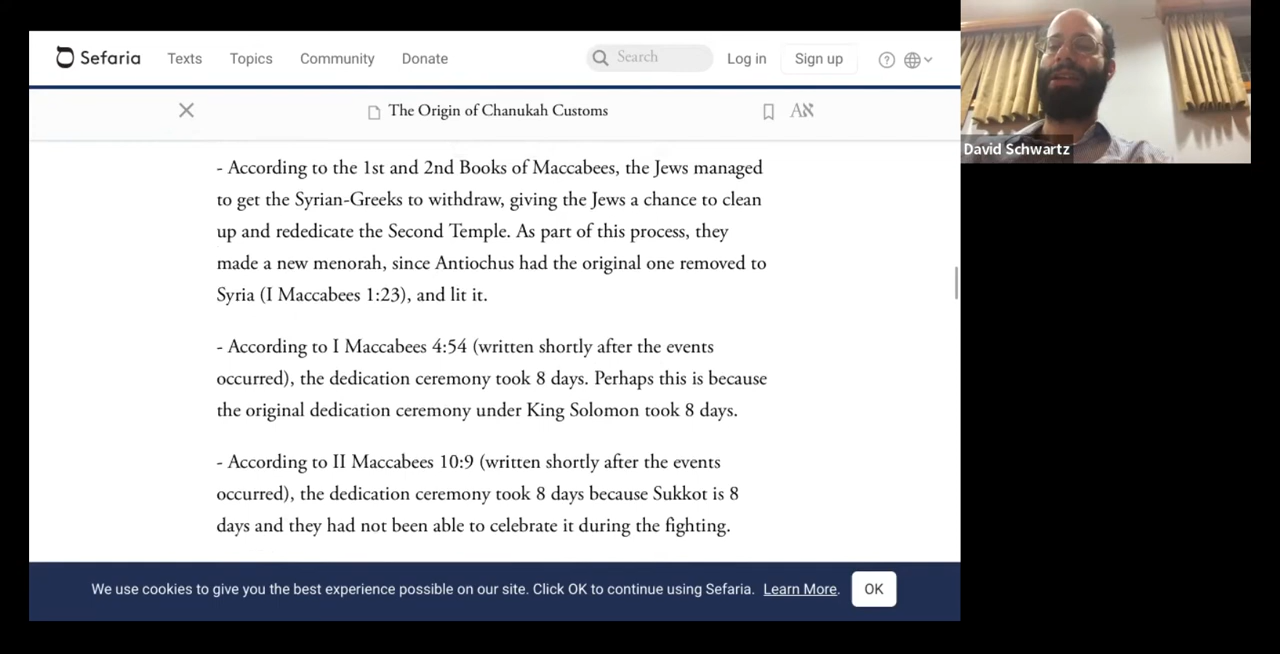 Sefaria Texts Topics Community Donate Search Log in Sign up
The Origin of Chanukah Customs Aא
- According to the 1st and 2nd Books of Maccabees, the Jews managed
to get the Syrian-Greeks to withdraw, giving the Jews a chance to clean
up and rededicate the Second Temple. As part of this process, they
made a new menorah, since Antiochus had the original one removed to
Syria (I Maccabees 1:23), and lit it.
- According to I Maccabees 4:54 (written shortly after the events
occurred), the dedication ceremony took 8 days. Perhaps this is because
the original dedication ceremony under King Solomon took 8 days.
- According to II Maccabees 10:9 (written shortly after the events
occurred), the dedication ceremony took 8 days because Sukkot is 8
days and they had not been able to celebrate it during the fighting.
We use cookies to give you the best experience possible on our site. Click OK to continue using Sefaria. Learn More. OK
David Schwartz